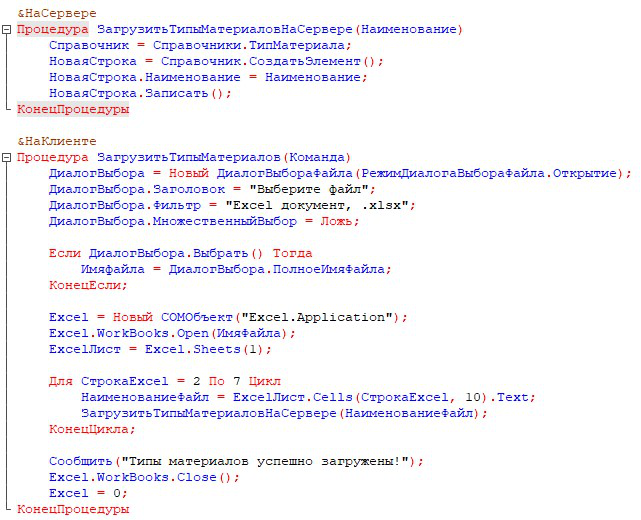 &НаСервере
Процедура ЗагрузитьТипыМатериаловНаСервере(Наименование)
Справочник = Справочники.ТипМатериала;
НоваяСтрока = Справочник.СоздатьЭлемент();
НоваяСтрока.Наименование = Наименование;
НоваяСтрока.Записать();
КонецПроцедуры
&НаКлиенте
Процедура ЗагрузитьТипыМатериалов(Команда)
ДиалогВыбора = Новый ДиалогВыбораФайла(РежимДиалогаВыбораФайла.Открытие);
ДиалогВыбора.Заголовок = "Выберите файл";
ДиалогВыбора.Фильтр = "Excel документ, .xlsx";
ДиалогВыбора.МножественныйВыбор = Ложь;
Если ДиалогВыбора.Выбрать() Тогда
Имяфайла = ДиалогВыбора.ПолноеИмяФайла;
КонецЕсли;
Excel = Новый COMОбъект("Excel.Application");
Excel.WorkBooks.Open(ИмяФайла);
ExcelЛист = Excel.Sheets(1);
Для СтрокаExcel = 2 По 7 Цикл
НаименованиеФайл = ExcelЛист.Cells(СтрокаExcel, 10).Text;
ЗагрузитьТипыМатериаловНаСервере(НаименованиеФайл);
КонецЦикла;
Сообщить("Типы материалов успешно загружены!");
Excel.WorkBooks.Close();
Excel = 0;
КонецПроцедуры